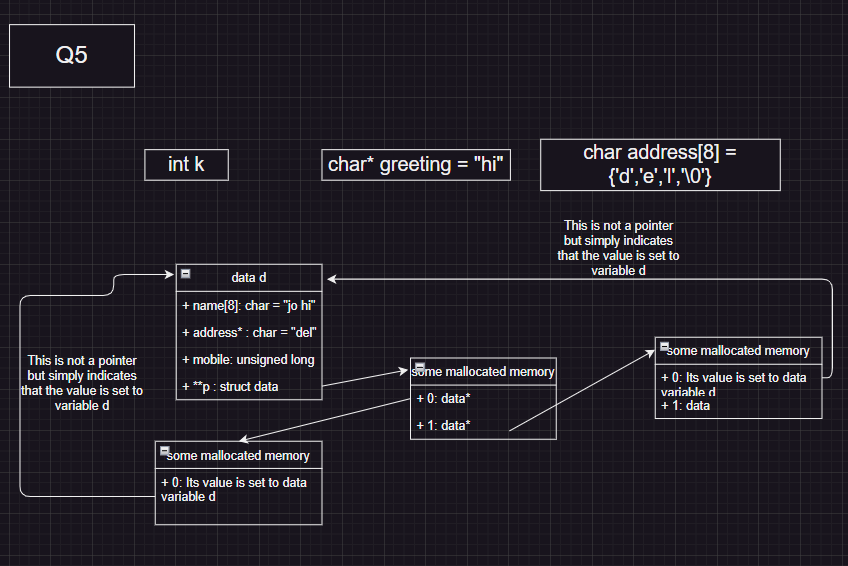 Q5
int k
char* greeting = "hi"
char address[8] =
{'d','e','l','\0'}
This is not a pointer
but simply indicates
that the value is set to
variable d
data d
+ name[8]: char = "jo hi"
+ address* : char = "del"
+ mobile: unsigned long
+ **p : struct data
This is not a pointer
but simply indicates
that the value is set to
variable d
some mallocated memory
+ 0: data*
+ 1: data*
some mallocated memory
+ 0: Its value is set to data
variable d
+ 1: data
some mallocated memory
+ 0: Its value is set to data
variable d